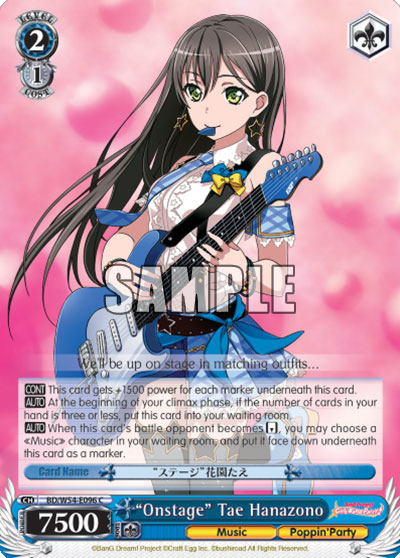 LEVEL
2
1
COST
ESP
SAMPLE
We'll be up on stage in matching outfits...
CONT This card gets +1500 power for each marker underneath this card.
AUTO At the beginning of your climax phase, if the number of cards in your
hand is three or less, put this card into your waiting room.
AUTO When this card's battle opponent becomes [ ], you may choose a
«Music» character in your waiting room, and put it face down underneath
this card as a marker.
Card Name
“ステージ”花園たえ
CH BD/W54-E096 C
“Onstage” Tae Hanazono
POWER
7500
Music
Poppin'Party
©BanG Dream! Project ©Craft Egg Inc. ©bushiroad All Rights Reserved.